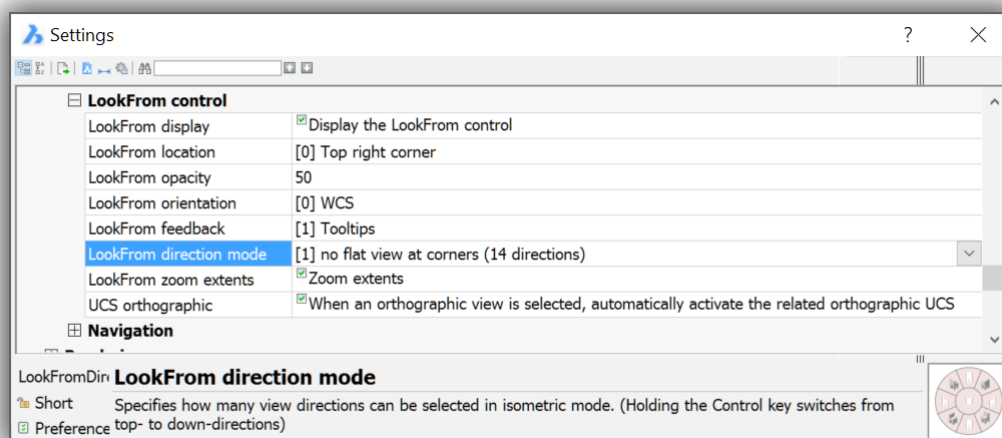 Settings
?
LookFrom control
LookFrom display Display the LookFrom control
LookFrom location [0] Top right corner
LookFrom opacity 50
LookFrom orientation [0] WCS
LookFrom feedback [1] Tooltips
LookFrom direction mode [1] no flat view at corners (14 directions)
LookFrom zoom extents Zoom extents
UCS orthographic When an orthographic view is selected, automatically activate the related orthographic UCS
Navigation
LookFromDir LookFrom direction mode
Short Specifies how many view directions can be selected in isometric mode. (Holding the Control key switches from
Preference top- to down-directions)